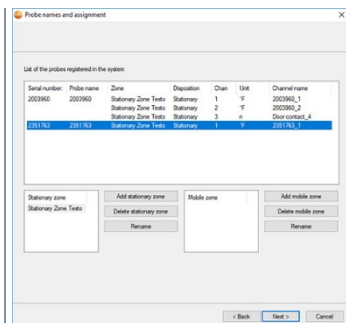 Probe names and assignment
List of the probes registered in the system
Serial number: Probe name Zone Disposition Chan Unit Channel name
2003960 2003960 Stationary Zone Testo Stationary 1 °F 2003960_1
Stationary Zone Testo Stationary 2 °F 2003960_2
Stationary Zone Testo Stationary 3 n Door contact_4
2351763 2351763 Stationary Zone Testo Stationary 1 °F 2351763_1
Stationary zone
Stationary Zone Testo
Add stationary zone
Delete stationary zone
Rename
Mobile zone
Add mobile zone
Delete mobile zone
Rename
< Back Next > Cancel